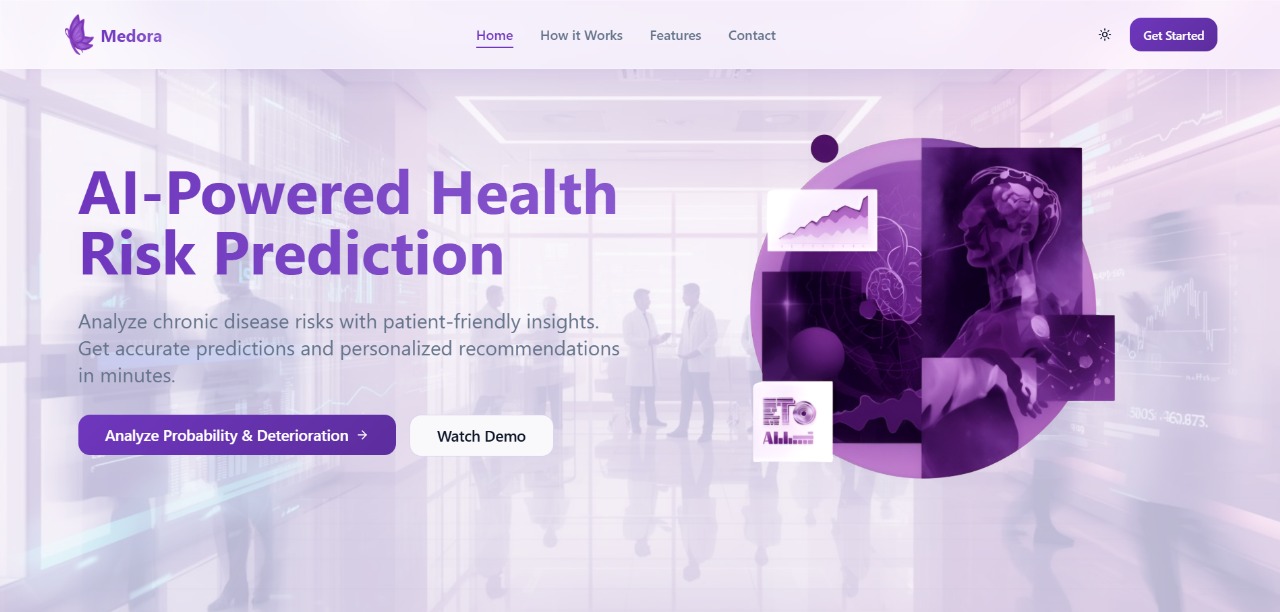 Medora
Home
How it Works
Features
Contact
Get Started
AI-Powered Health
Risk Prediction
Analyze chronic disease risks with patient-friendly insights.
Get accurate predictions and personalized recommendations
in minutes.
Analyze Probability & Deterioration →
Watch Demo